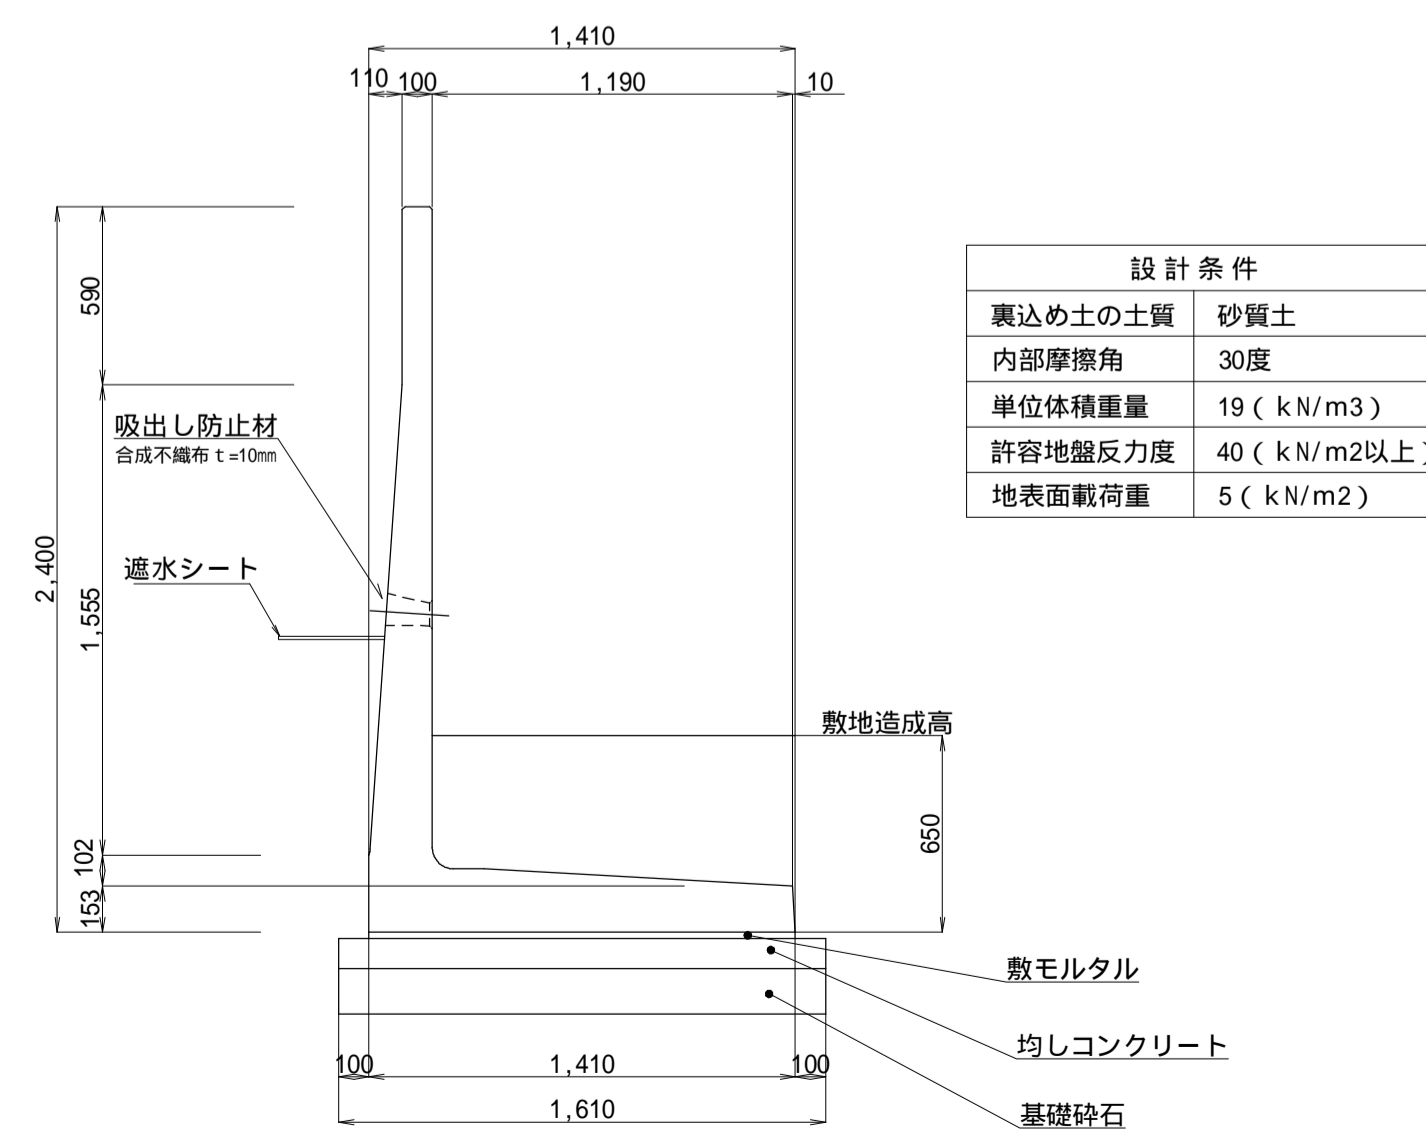 1,410
110 100 1,190 10
590
2,400
1,555
102
153
吸出し防止材
合成不織布 t=10㎜
遮水シート
設計条件
裏込め土の土質 砂質土
内部摩擦角 30度
単位体積重量 19(kN/m3)
許容地盤反力度 40(kN/m2以上)
地表面載荷重 5(kN/m2)
敷地造成高
650
敷モルタル
均しコンクリート
基礎砕石
100 1,410 100
1,610